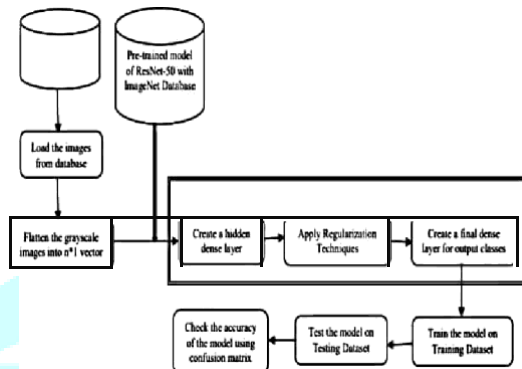 Pre-trained model
of ResNet-50 with
ImageNet Database
Load the images
from database
Flatten the grayscale
images into n*1 vector
Create a hidden
dense layer
Apply Regularization
Techniques
Create a final dense
layer for output classes
Check the accuracy
of the model using
confusion matrix
Test the model on
Testing Dataset
Train the model on
Training Dataset